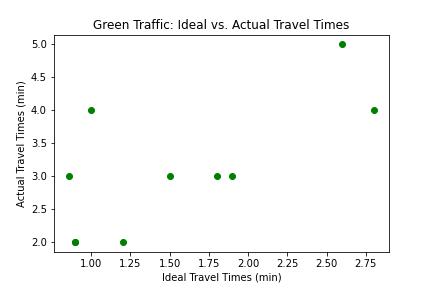 Green Traffic: Ideal vs. Actual Travel Times
Actual Travel Times (min)
5.0
4.5
4.0
3.5
3.0
2.5
2.0
1.00 1.25 1.50 1.75 2.00 2.25 2.50 2.75
Ideal Travel Times (min)